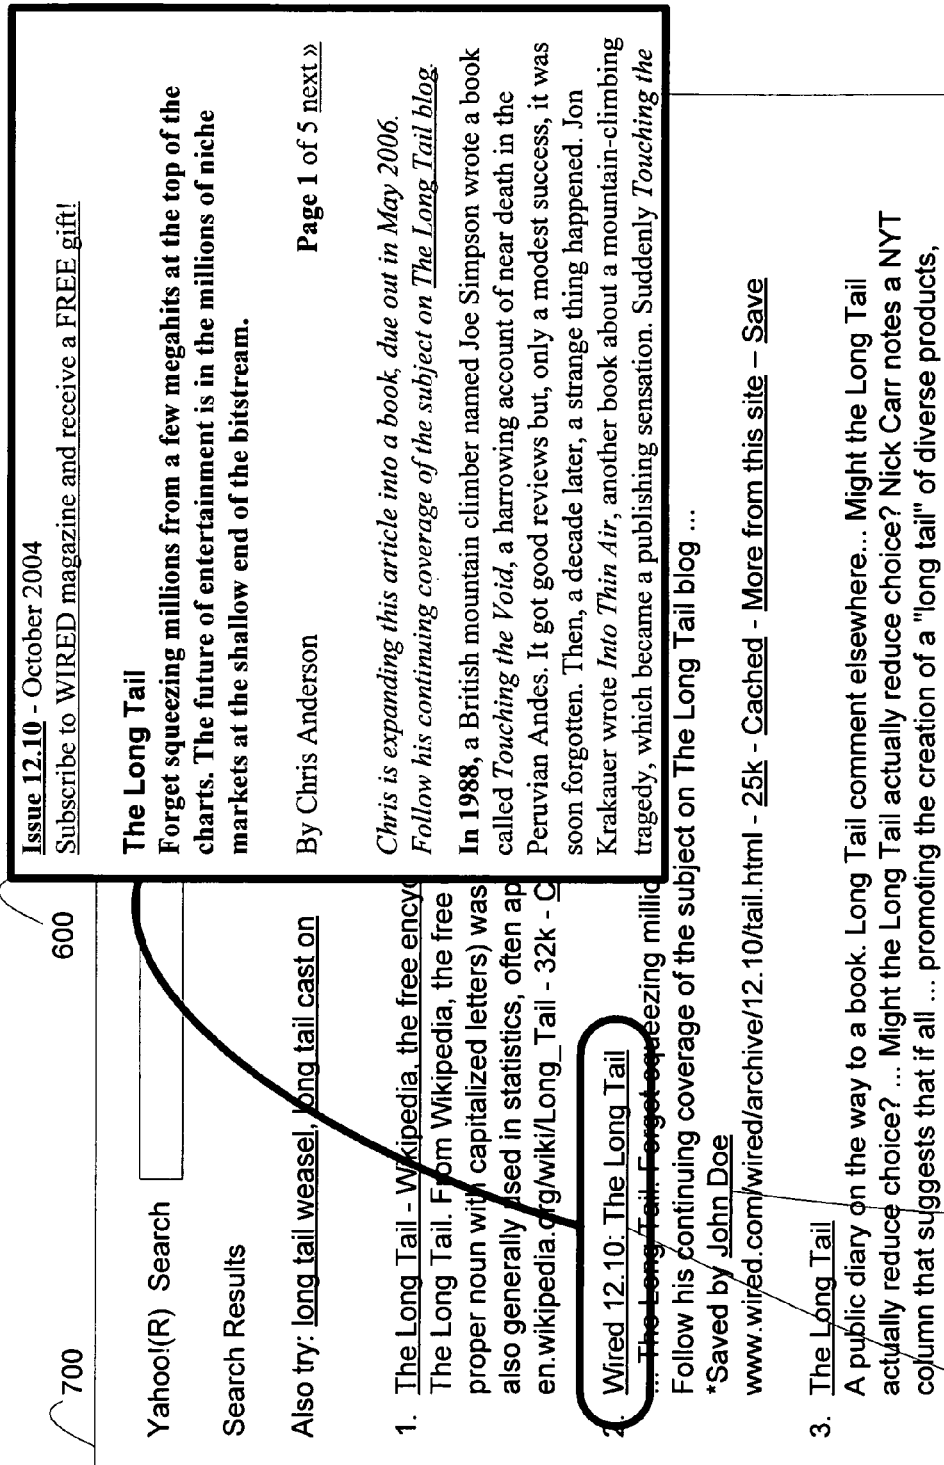 600
Issue 12.10 - October 2004
Subscribe to WIRED magazine and receive a FREE gift!
The Long Tail
Forget squeezing millions from a few megahits at the top of the
charts. The future of entertainment is in the millions of niche
markets at the shallow end of the bitstream.
By Chris Anderson Page 1 of 5 next »
Chris is expanding this article into a book, due out in May 2006.
Follow his continuing coverage of the subject on The Long Tail blog.
In 1988, a British mountain climber named Joe Simpson wrote a book
called Touching the Void, a harrowing account of near death in the
Peruvian Andes. It got good reviews but, only a modest success, it was
soon forgotten. Then, a decade later, a strange thing happened. Jon
Krakauer wrote Into Thin Air, another book about a mountain-climbing
tragedy, which became a publishing sensation. Suddenly Touching the
700
Yahoo!(R) Search
Search Results
Also try: long tail weasel, long tail cast on
1. The Long Tail - Wikipedia, the free ency
The Long Tail. From Wikipedia, the free
proper noun with capitalized letters) was
also generally used in statistics, often ap
en.wikipedia.org/wiki/Long_Tail - 32k - C
2. Wired 12.10: The Long Tail
... The Long Tail. Forget squeezing millio
Follow his continuing coverage of the subject on The Long Tail blog ...
*Saved by John Doe
www.wired.com/wired/archive/12.10/tail.html - 25k - Cached - More from this site – Save
3. The Long Tail
A public diary on the way to a book. Long Tail comment elsewhere... Might the Long Tail
actually reduce choice? ... Might the Long Tail actually reduce choice? Nick Carr notes a NYT
column that suggests that if all ... promoting the creation of a "long tail" of diverse products,